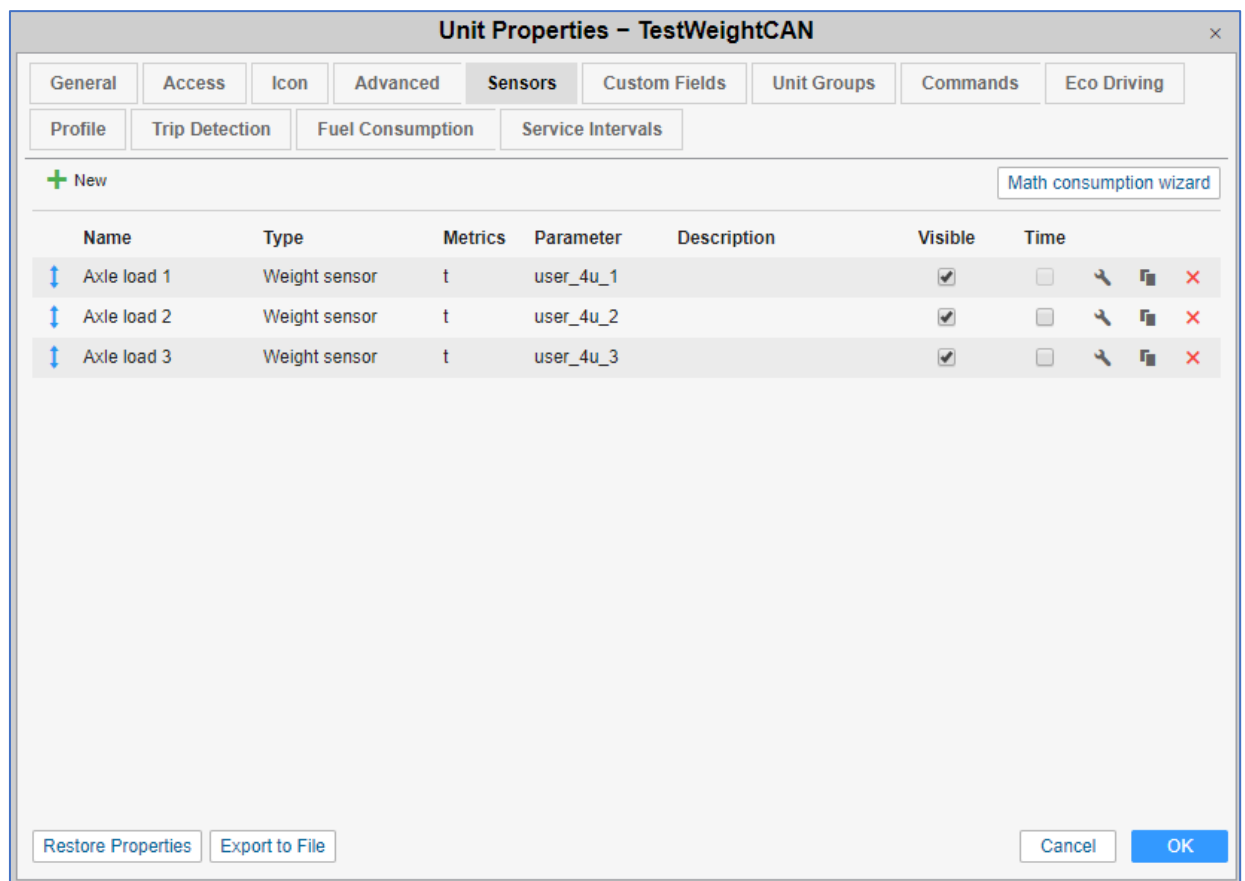 Unit Properties – TestWeightCAN ×
General Access Icon Advanced Sensors Custom Fields Unit Groups Commands Eco Driving
Profile Trip Detection Fuel Consumption Service Intervals
New Math consumption wizard
Name Type Metrics Parameter Description Visible Time
Axle load 1 Weight sensor t user_4u_1
Axle load 2 Weight sensor t user_4u_2
Axle load 3 Weight sensor t user_4u_3
Restore Properties Export to File Cancel OK